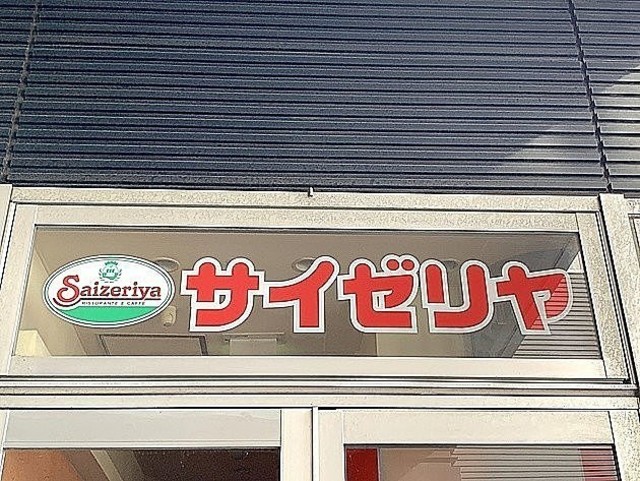 Saizeriya
RISTORANTE E CAFFÈ
サイゼリヤ